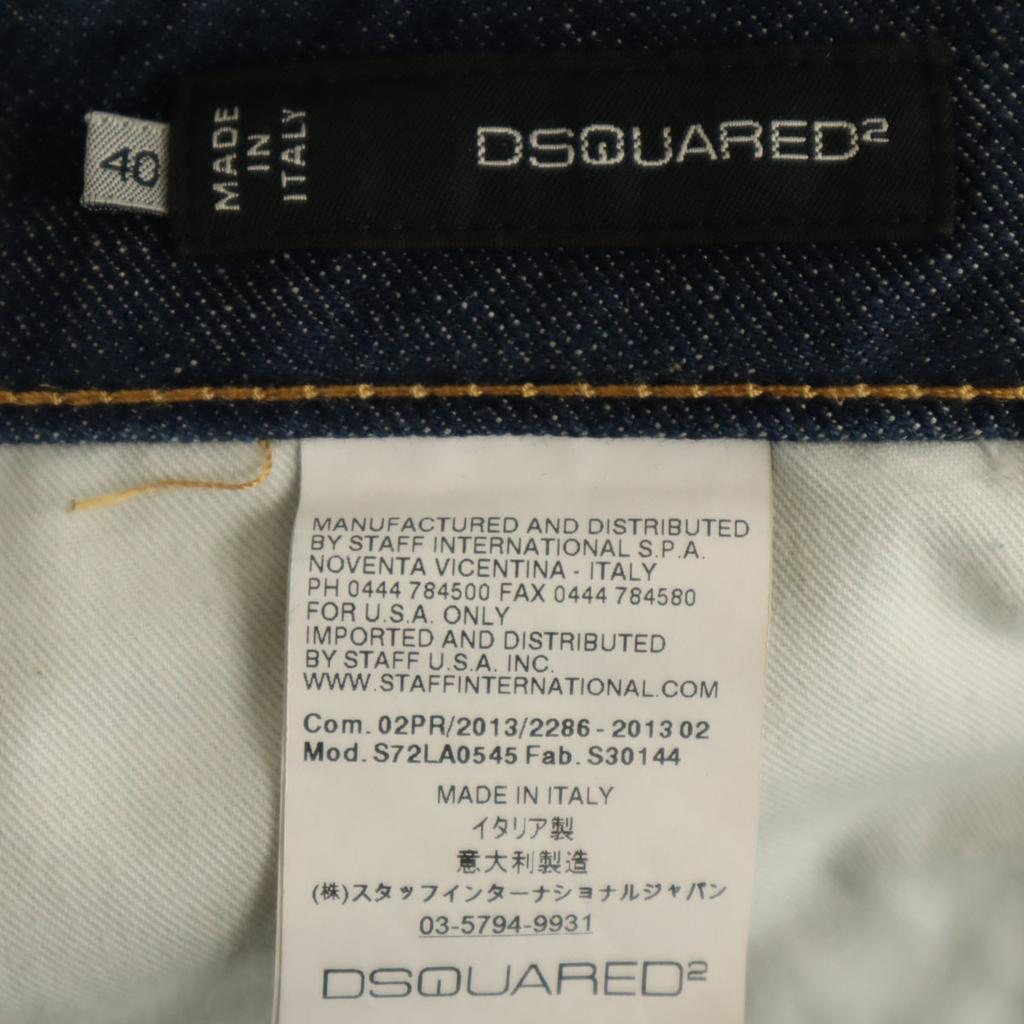 40
MADE
IN
ITALY
DSQUARED²
MANUFACTURED AND DISTRIBUTED
BY STAFF INTERNATIONAL S.P.A.
NOVENTA VICENTINA - ITALY
PH 0444 784500 FAX 0444 784580
FOR U.S.A. ONLY
IMPORTED AND DISTRIBUTED
BY STAFF U.S.A. INC.
WWW.STAFFINTERNATIONAL.COM
Com. 02PR/2013/2286 - 2013 02
Mod. S72LA0545 Fab. S30144
MADE IN ITALY
イタリア製
意大利製造
(株)スタッフインターナショナルジャパン
03-5794-9931
DSQUARED²